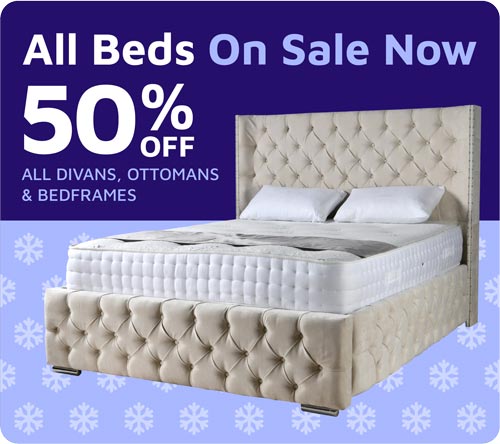 All Beds On Sale Now
50% OFF
ALL DIVANS, OTTOMANS
& BEDFRAMES